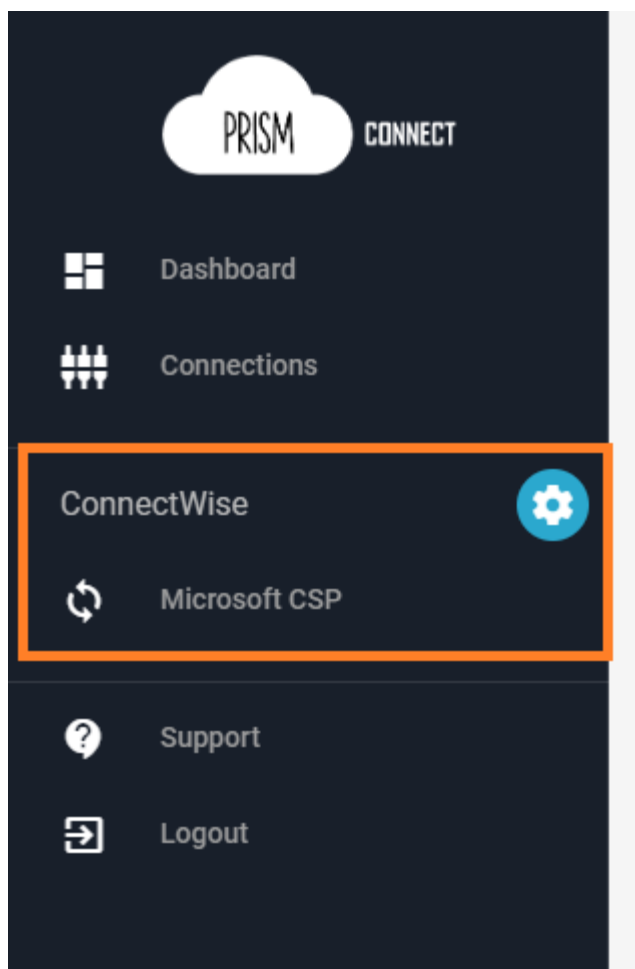 PRISM CONNECT
Dashboard
Connections
ConnectWise
Microsoft CSP
Support
Logout